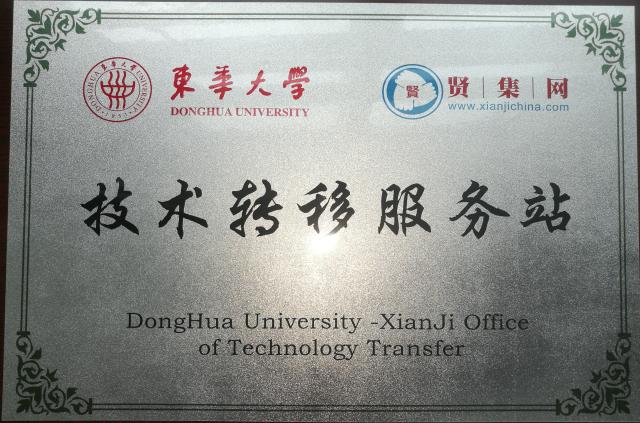 東華大學
DONGHUA UNIVERSITY
賢
贤集网
www.xianjichina.com
技术转移服务站
DongHua University -XianJi Office
of Technology Transfer